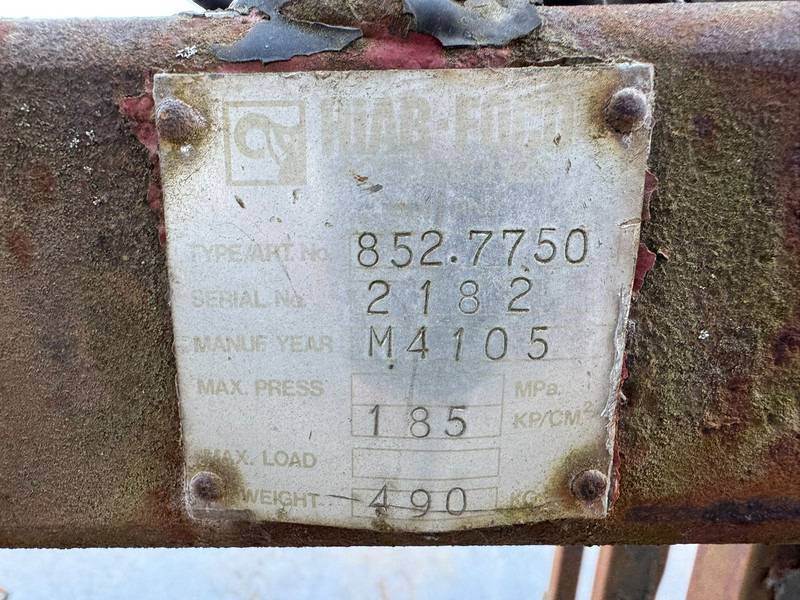 HIAB-FOCO
TYPE/ART. No. 852.7750
SERIAL No. 2182
MANUF YEAR M4105
MAX. PRESS MPa.
185 KP/CM²
MAX. LOAD
WEIGHT 490 KG